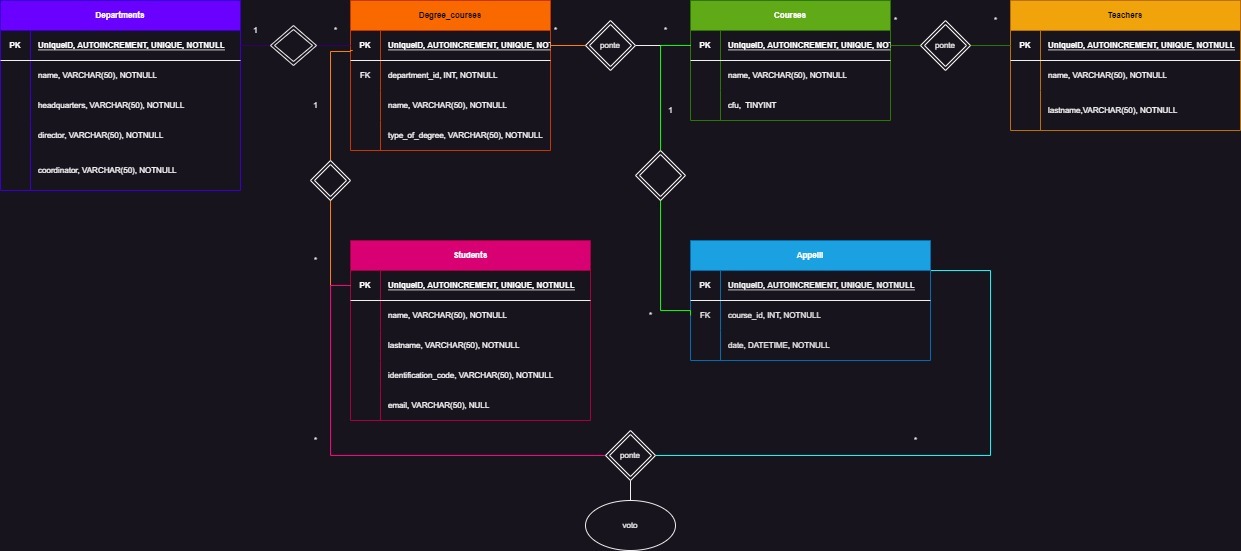 Departments
PK UniqueID, AUTOINCREMENT, UNIQUE, NOTNULL
name, VARCHAR(50), NOTNULL
headquarters, VARCHAR(50), NOTNULL
director, VARCHAR(50), NOTNULL
coordinator, VARCHAR(50), NOTNULL
1
*
Degree_courses
PK UniqueID, AUTOINCREMENT, UNIQUE, NOT
FK department_id, INT, NOTNULL
name, VARCHAR(50), NOTNULL
type_of_degree, VARCHAR(50), NOTNULL
*
ponte
*
Courses
PK UniqueID, AUTOINCREMENT, UNIQUE, NOT
name, VARCHAR(50), NOTNULL
cfu, TINYINT
*
ponte
*
Teachers
PK UniqueID, AUTOINCREMENT, UNIQUE, NOTNULL
name, VARCHAR(50), NOTNULL
lastname,VARCHAR(50), NOTNULL
1
1
*
Students
PK UniqueID, AUTOINCREMENT, UNIQUE, NOTNULL
name, VARCHAR(50), NOTNULL
lastname, VARCHAR(50), NOTNULL
identification_code, VARCHAR(50), NOTNULL
email, VARCHAR(50), NULL
*
Appelli
PK UniqueID, AUTOINCREMENT, UNIQUE, NOTNULL
FK course_id, INT, NOTNULL
date, DATETIME, NOTNULL
*
*
ponte
voto